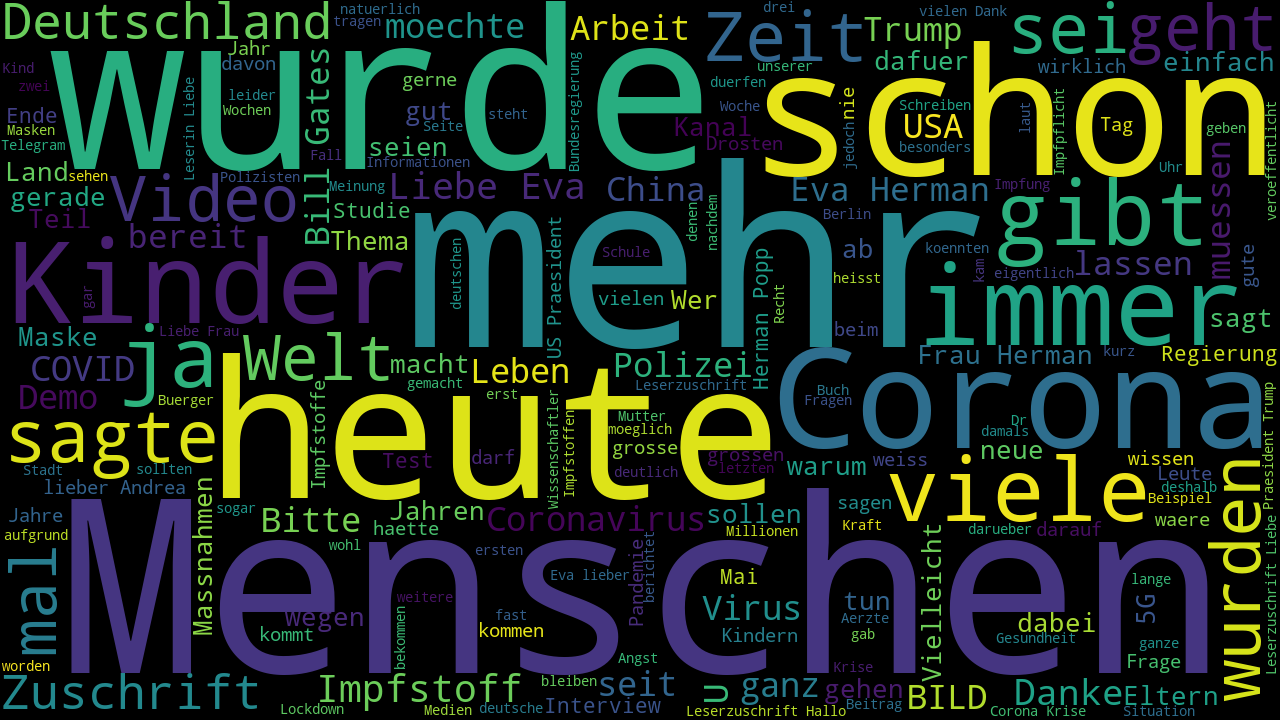 Deutschland
wurde
natuerlich
tragen
moechte
Arbeit
drei
Zeit
vielen Dank
Trump
dafuer
sei
geht
wirklich
einfach
Kind
zwei
Jahr
davon
leider
Wochen
Gates
Bill
gerne
gut
Seite
steht
seien
Fall
Informationen
Bundesregierung
unserer
duerfen
Woche
Kanal
Drosten
schon
nie
jedoch
Schreiben
USA
besonders
Tag
laut
Impfpflicht
geben
Uhr
veroeffentlicht
Ende
Masken
Telegram
Land
sehen
gerade
Teil
Leserin Liebe
Video
Polizisten
bereit
Meinung
Studie
Thema
Liebe Eva
China
denen
nachdem
Eva Herman
Impfung
Berlin
ab
heisst
gibt
koennten
kam
eigentlich
lassen
muessen
gute
Kinder
gar
mehr
deutschen
US Praesident
Schule
vielen
Wer
Herman Popp
Recht
beim
immer
sagt
Maske
Liebe Frau
COVID
ja
Welt
macht
gemacht
Leben
erst
Polizei
Leserzuschrift
Buch
Fragen
Frau Herman
kurz
Regierung
Demo
Buerger
heute
Impfstoffe
Wissenschaftler
Impfstoffen
Mutter
moeglich
grosse
deutlich
grossen
letzten
Corona
Dr
damals
neue
warum
weiss
wissen
Leute
deshalb
Beispiel
Praesident Trump
sagte
Stadt
sollten
lieber Andrea
Test
darf
viele
waere
wurden
Jahre
aufgrund
Massnahmen
sogar
Bitte
Jahren
haette
wohl
Coronavirus
sollen
Millionen
sagen
Kraft
darueber
darauf
Leserzuschrift Liebe
mal
Menschen
ersten
Eva lieber
Pandemie
berichtet
Mai
Virus
Kindern
tun
Aerzte
gab
Vielleicht
lange
5G
dabei
Gesundheit
ganze
Frage
wegen
kommt
weitere
bekommen
fast
kommen
Angst
Krise
worden
Zuschrift
Lockdown
Impfstoff
Medien
deutsche
bleiben
Interview
seit
u
Leserzuschrift Hallo
ganz
gehen
Beitrag
BILD
Corona Krise
Danke
Eltern
Situation